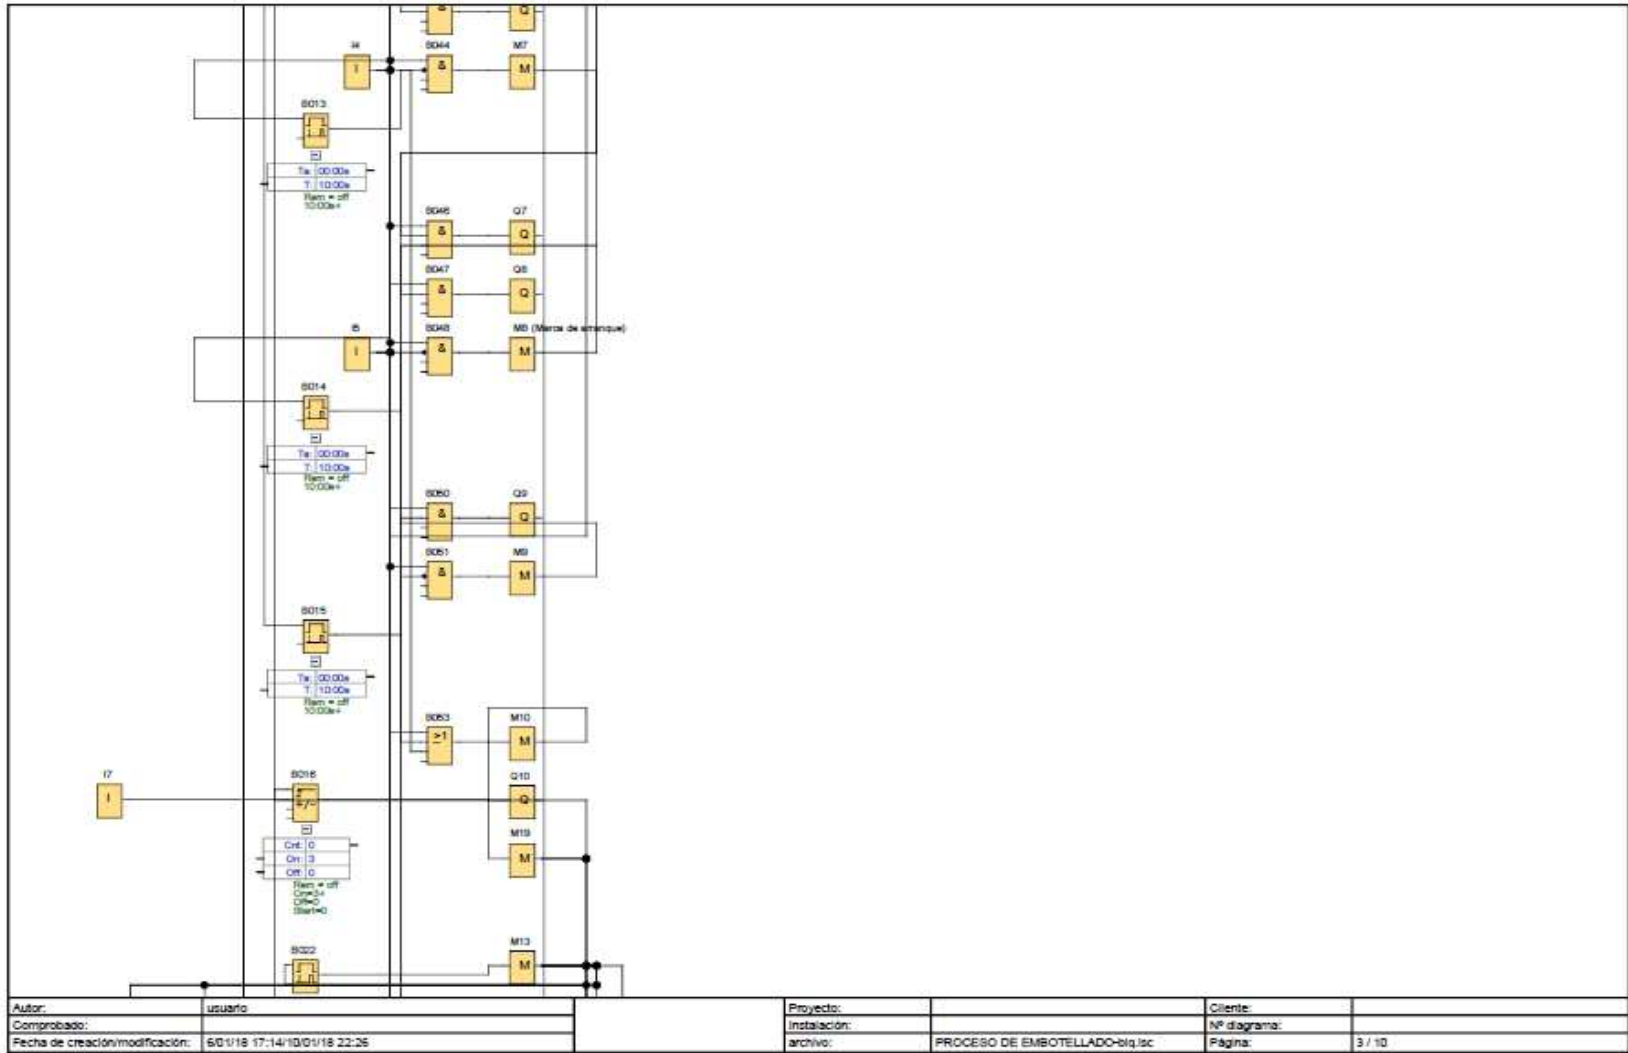 &
Q
I4
B044
M7
I
&
M
B013
Ta: 00:00s
T: 10:00s
Rem = off
10:00s+
B046
Q7
&
Q
B047
Q8
&
Q
I5
B048
M8 (Marca de arranque)
I
&
M
B014
Ta: 00:00s
T: 10:00s
Rem = off
10:00s+
B050
Q9
&
Q
B051
M9
&
M
B015
Ta: 00:00s
T: 10:00s
Rem = off
10:00s+
B053
M10
≥1
M
I7
B016
Q10
I
+/-
Q
M19
M
Cnt: 0
On: 3
Off: 0
Rem = off
On=3+
Off=0
Start=0
B022
M13
M
Autor: usuario
Proyecto:
Cliente:
Comprobado:
Instalación:
Nº diagrama:
Fecha de creación/modificación: 6/01/18 17:14/10/01/18 22:26
archivo: PROCESO DE EMBOTELLADO-blq.lsc
Página: 3 / 10